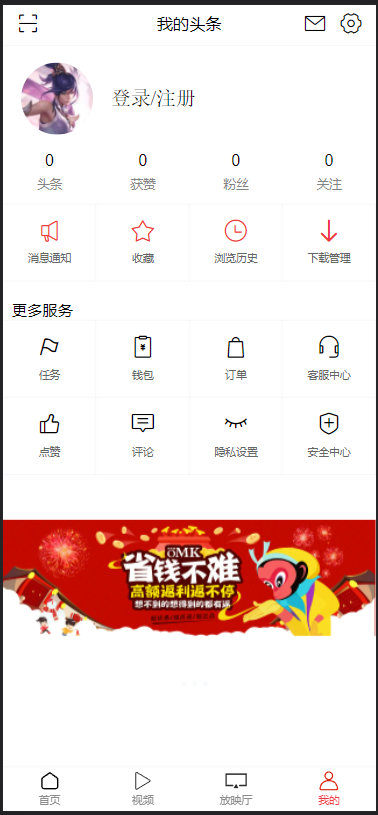 我的头条
登录/注册
0 0 0 0
头条 获赞 粉丝 关注
消息通知 收藏 浏览历史 下载管理
更多服务
任务 钱包 订单 客服中心
点赞 评论 隐私设置 安全中心
ÖMK
省钱不难
高额返利返不停
想不到的想得到的都有返
首页 视频 放映厅 我的